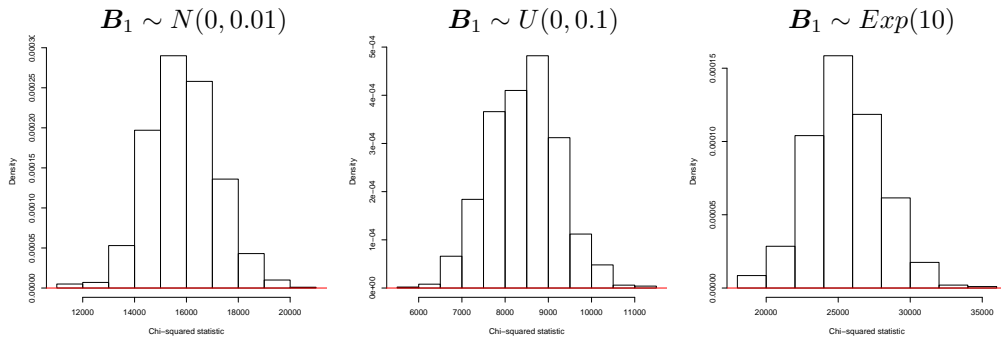 B₁ ∼ N(0, 0.01)
Density
0.00000 0.00005 0.00010 0.00015 0.00020 0.00025 0.00030
12000 14000 16000 18000 20000
Chi−squared statistic
B₁ ∼ U(0, 0.1)
Density
0e+00 1e−04 2e−04 3e−04 4e−04 5e−04
6000 7000 8000 9000 10000 11000
Chi−squared statistic
B₁ ∼ Exp(10)
Density
0.00000 0.00005 0.00010 0.00015
20000 25000 30000 35000
Chi−squared statistic